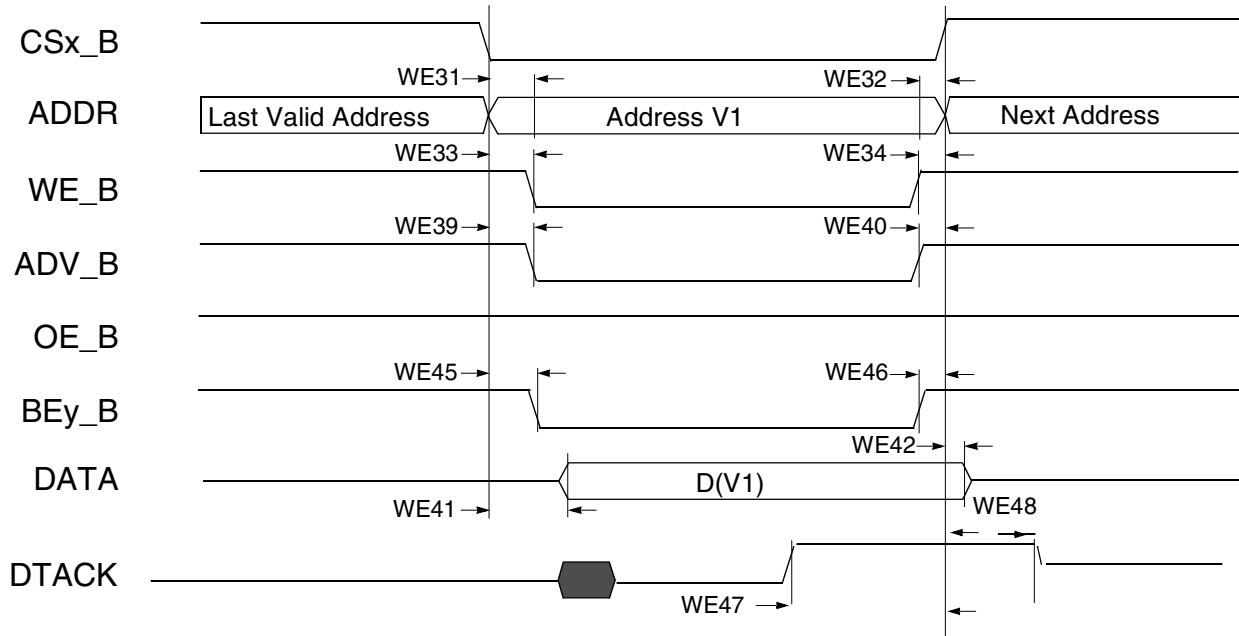 CSx_B
WE31
WE32
ADDR
Last Valid Address
Address V1
Next Address
WE33
WE34
WE_B
WE39
WE40
ADV_B
OE_B
WE45
WE46
BEy_B
WE42
DATA
D(V1)
WE41
WE48
DTACK
WE47